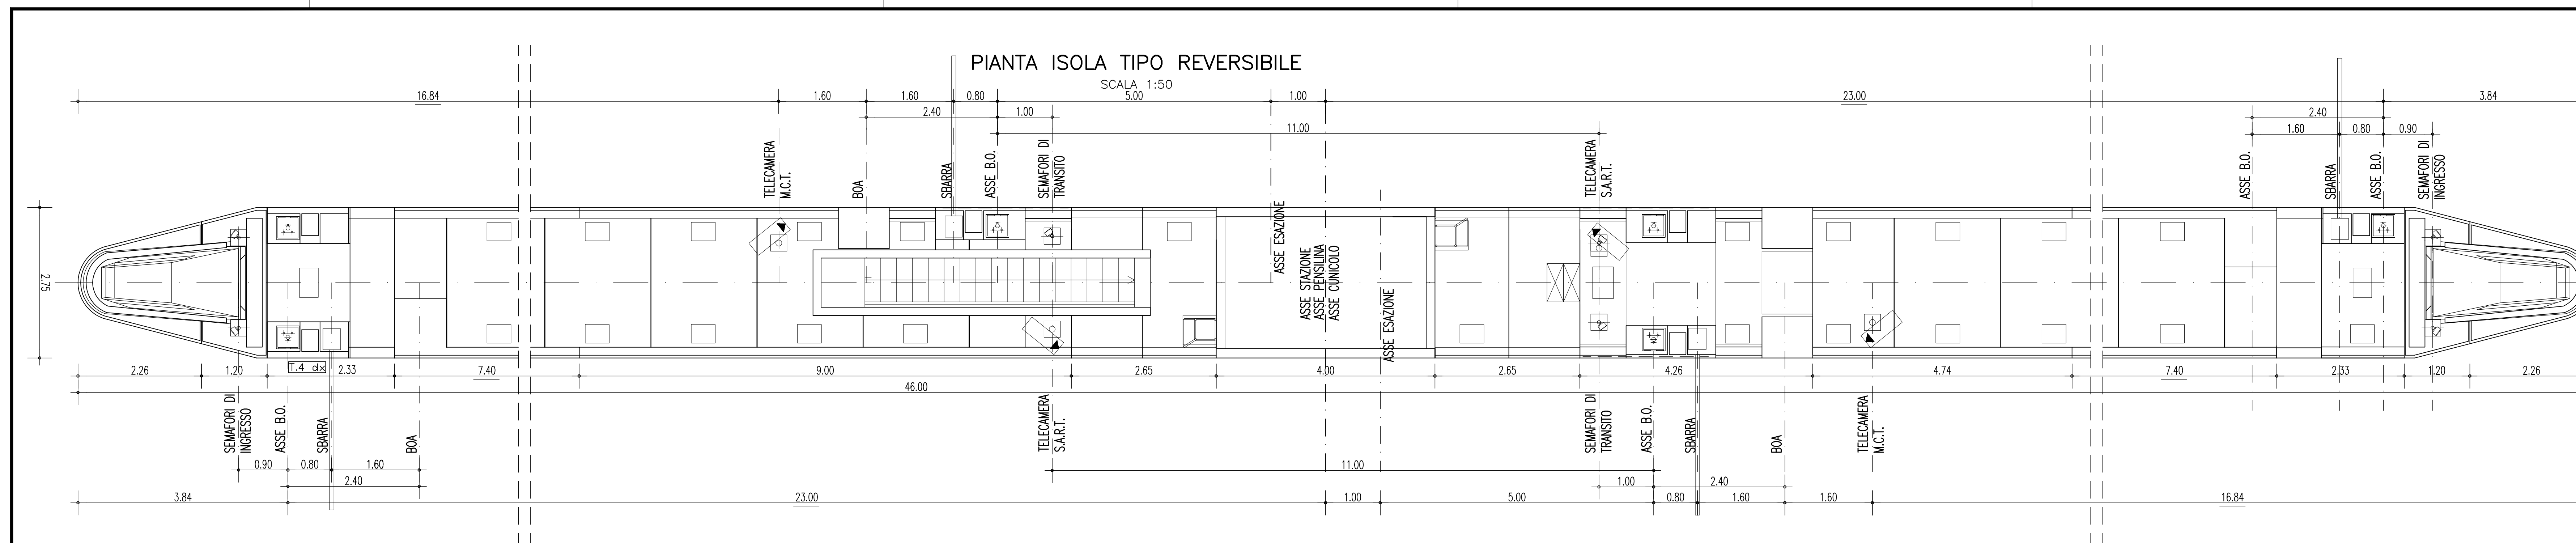 PIANTA ISOLA TIPO REVERSIBILE
SCALA 1:50
16.84
1.60
1.60
0.80
5.00
1.00
23.00
3.84
2.40
1.00
2.40
11.00
1.60
0.80
0.90
TELECAMERA
M.C.T.
BOA
SBARRA
ASSE B.O.
SEMAFORI DI
TRANSITO
TELECAMERA
S.A.R.T.
ASSE B.O.
SBARRA
ASSE B.O.
SEMAFORI DI
INGRESSO
2.75
ASSE ESAZIONE
ASSE STAZIONE
ASSE PENSILINA
ASSE CUNICOLO
ASSE ESAZIONE
T.4 dx
2.26
1.20
2.33
7.40
9.00
2.65
4.00
2.65
4.26
4.74
7.40
2.33
1.20
2.26
46.00
SEMAFORI DI
INGRESSO
ASSE B.O.
SBARRA
BOA
TELECAMERA
S.A.R.T.
SEMAFORI DI
TRANSITO
ASSE B.O.
SBARRA
BOA
TELECAMERA
M.C.T.
0.90
0.80
1.60
11.00
2.40
1.00
2.40
3.84
23.00
1.00
5.00
0.80
1.60
1.60
16.84